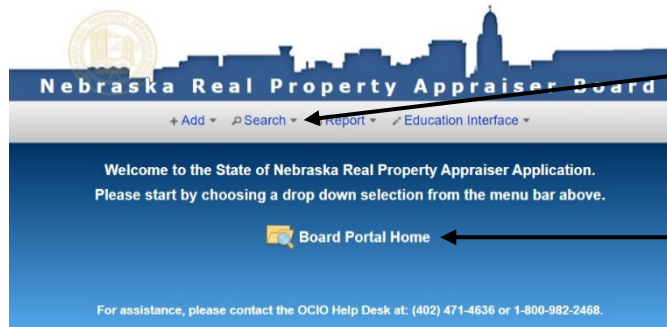 Nebraska Real Property Appraiser Board
+ Add Search Report Education Interface
Welcome to the State of Nebraska Real Property Appraiser Application.
Please start by choosing a drop down selection from the menu bar above.
Board Portal Home
For assistance, please contact the OCIO Help Desk at: (402) 471-4636 or 1-800-982-2468.